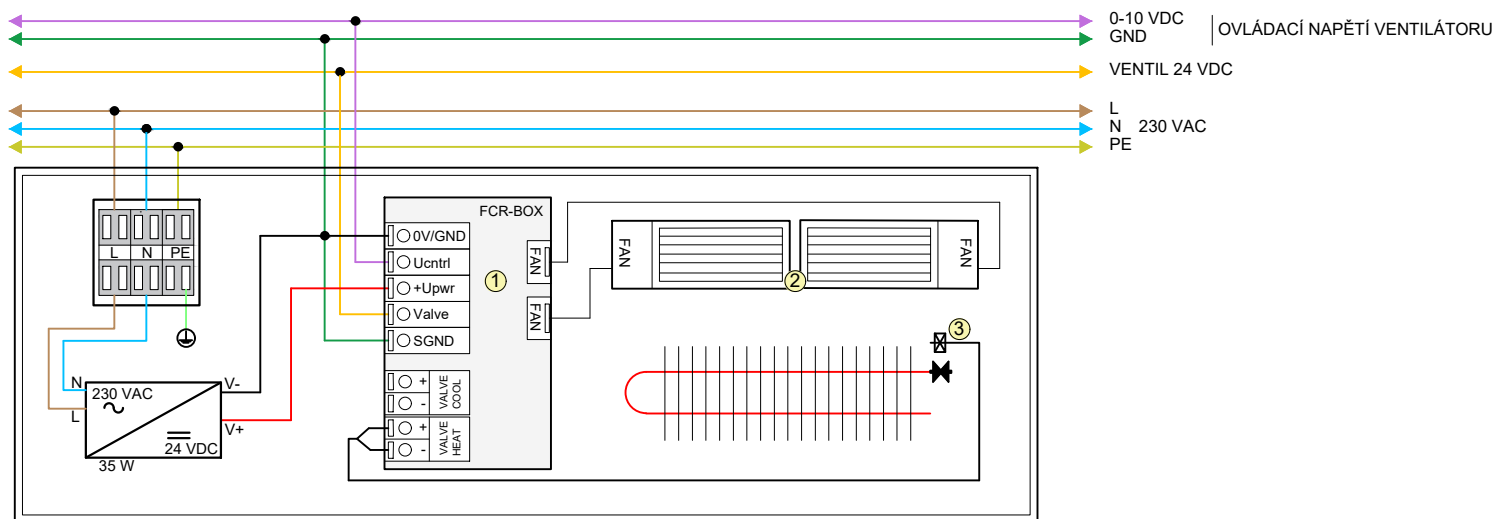 0-10 VDC
GND
OVLÁDACÍ NAPĚTÍ VENTILÁTORU
VENTIL 24 VDC
L
N 230 VAC
PE
L N PE
FCR-BOX
0V/GND
Ucntrl
+Upwr
Valve
SGND
FAN
FAN
1
FAN
FAN
2
3
+
-
VALVE
COOL
+
-
VALVE
HEAT
N
L
230 VAC
24 VDC
V-
V+
35 W